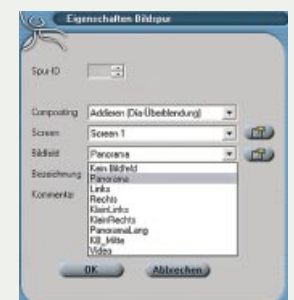 Eigenschaften Bildspur
Spur-ID
Compositing
Addieren (Dia-Überblendung)
Screen
Screen 1
Bildfeld
Panorama
Kein Bildfeld
Panorama
Links
Rechts
KleinLinks
KleinRechts
PanoramaLang
KB_Mitte
Video
Bezeichnung
Kommentar
OK
Abbrechen